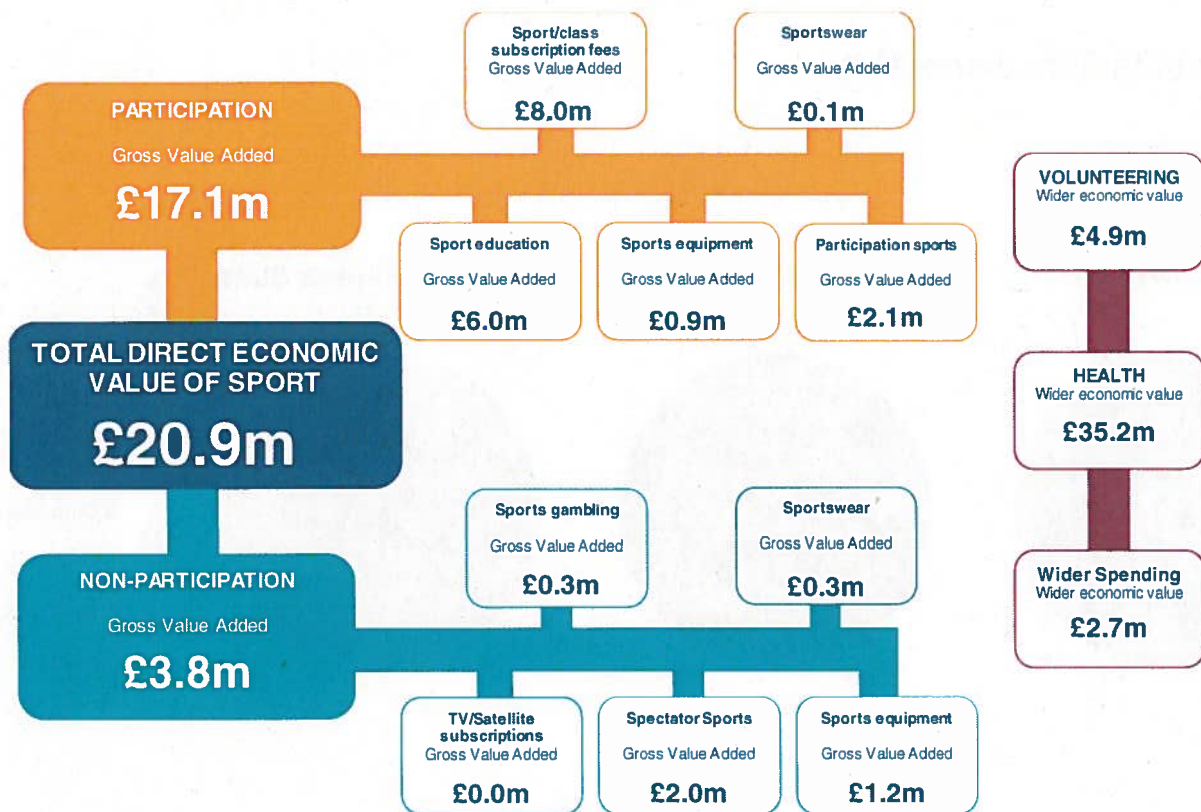 Sport/class
subscription fees
Gross Value Added
£8.0m
Sportswear
Gross Value Added
£0.1m
PARTICIPATION
Gross Value Added
£17.1m
Sport education
Gross Value Added
£6.0m
Sports equipment
Gross Value Added
£0.9m
Participation sports
Gross Value Added
£2.1m
TOTAL DIRECT ECONOMIC
VALUE OF SPORT
£20.9m
NON-PARTICIPATION
Gross Value Added
£3.8m
Sports gambling
Gross Value Added
£0.3m
Sportswear
Gross Value Added
£0.3m
TV/Satellite
subscriptions
Gross Value Added
£0.0m
Spectator Sports
Gross Value Added
£2.0m
Sports equipment
Gross Value Added
£1.2m
VOLUNTEERING
Wider economic value
£4.9m
HEALTH
Wider economic value
£35.2m
Wider Spending
Wider economic value
£2.7m